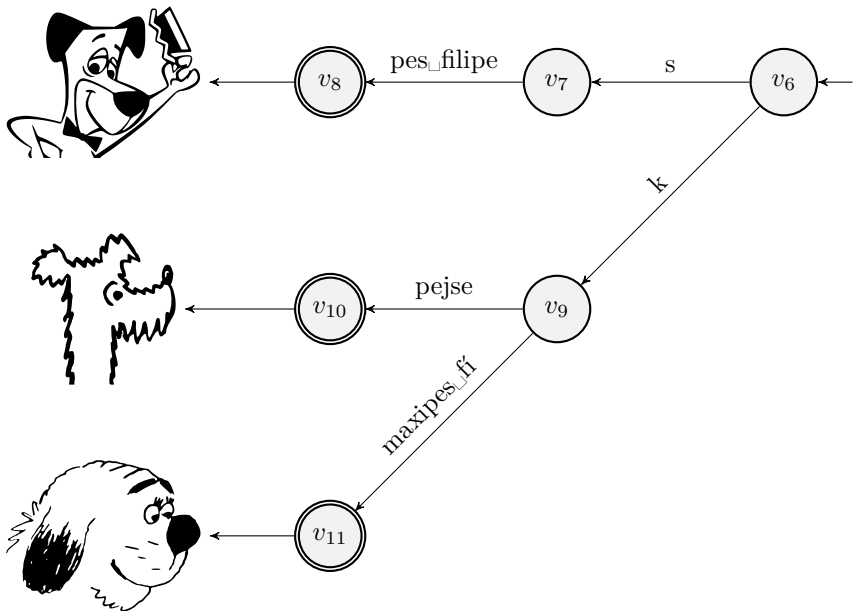 pes␣filipe
s
v8
v7
v6
k
pejse
v10
v9
maxipes␣fí
v11